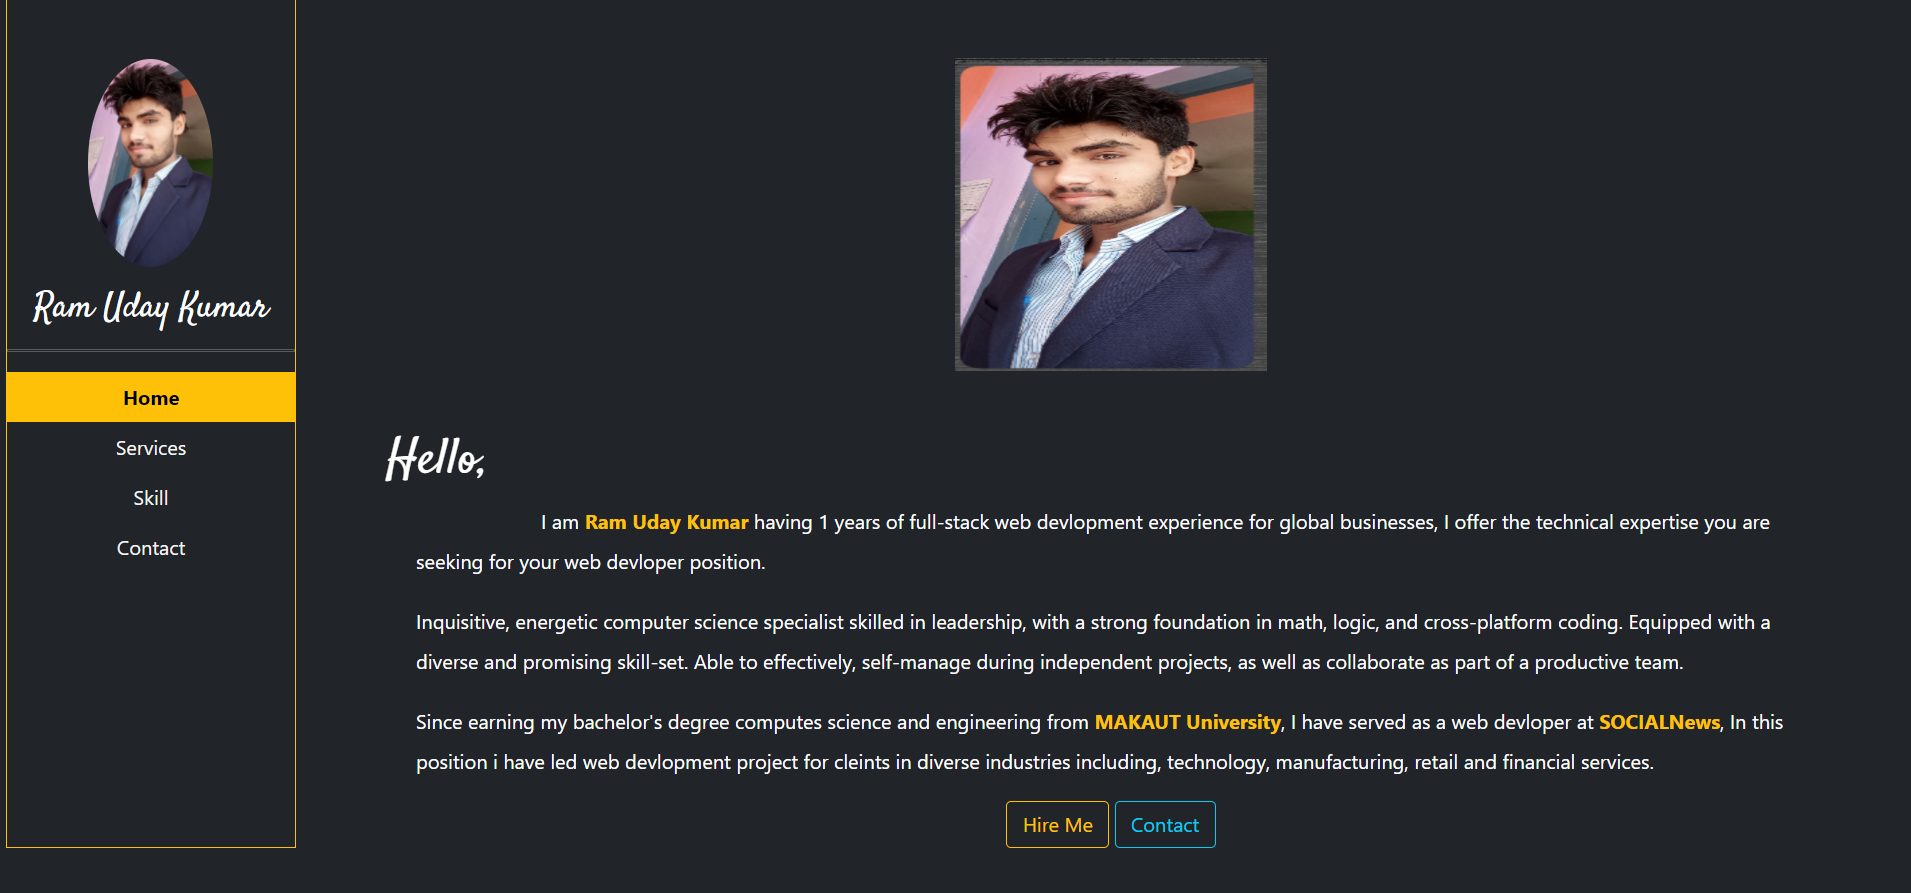 Ram Uday Kumar
Home
Services
Skill
Contact
Hello,
I am Ram Uday Kumar having 1 years of full-stack web devlopment experience for global businesses, I offer the technical expertise you are
seeking for your web devloper position.
Inquisitive, energetic computer science specialist skilled in leadership, with a strong foundation in math, logic, and cross-platform coding. Equipped with a
diverse and promising skill-set. Able to effectively, self-manage during independent projects, as well as collaborate as part of a productive team.
Since earning my bachelor's degree computes science and engineering from MAKAUT University, I have served as a web devloper at SOCIALNews, In this
position i have led web devlopment project for cleints in diverse industries including, technology, manufacturing, retail and financial services.
Hire Me Contact